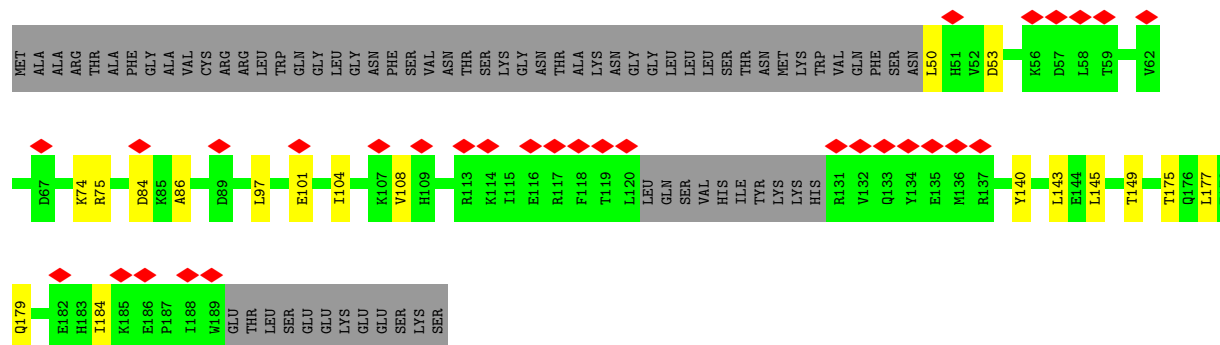 MET ALA ALA ARG THR ALA PHE GLY ALA VAL CYS ARG ARG LEU TRP GLN GLY LEU GLY ASN PHE SER VAL ASN THR SER LYS GLY ASN THR ALA LYS ASN GLY GLY LEU LEU LEU SER THR ASN MET LYS TRP VAL GLN PHE SER ASN L50 H51 V52 D53 K56 D57 L58 T59 V62
D67 K74 R75 D84 K85 A86 D89 L97 E101 I104 K107 V108 H109 R113 K114 I115 E116 R117 F118 T119 L120 LEU GLN SER VAL HIS ILE TYR LYS LYS HIS R131 V132 Q133 Y134 E135 M136 R137 Y140 L143 E144 L145 T149 T175 Q176 L177
Q179 E182 H183 I184 K185 E186 P187 I188 W189 GLU THR LEU SER GLU GLU LYS GLU GLU SER LYS SER